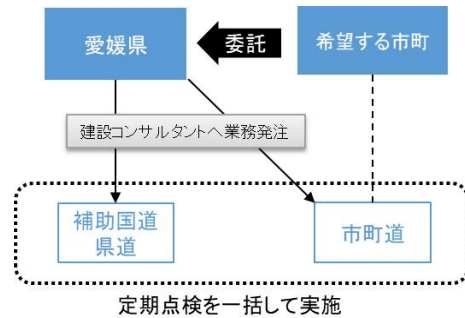 愛媛県
委託
希望する市町
建設コンサルタントへ業務発注
補助国道
県道
市町道
定期点検を一括して実施